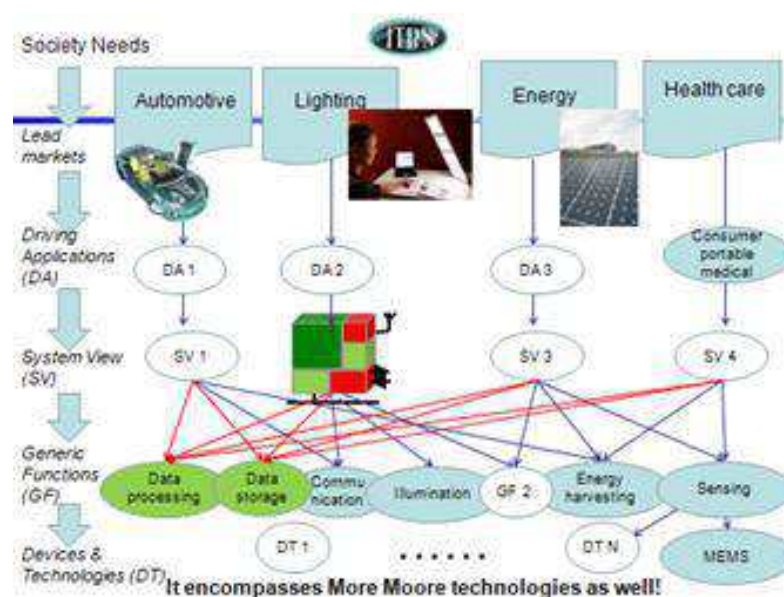 ITRS
Society Needs
Automotive
Lighting
Energy
Health care
Lead
markets
Driving
Applications
(DA)
DA 1
DA 2
DA 3
Consumer
portable
medical
System View
(SV)
SV 1
SV 3
SV 4
Generic
Functions
(GF)
Data
processing
Data
storage
Commu
nication
Illumination
GF 2
Energy
harvesting
Sensing
Devices &
Technologies (DT)
DT 1
. . . . . .
DT N
MEMS
It encompasses More Moore technologies as well!